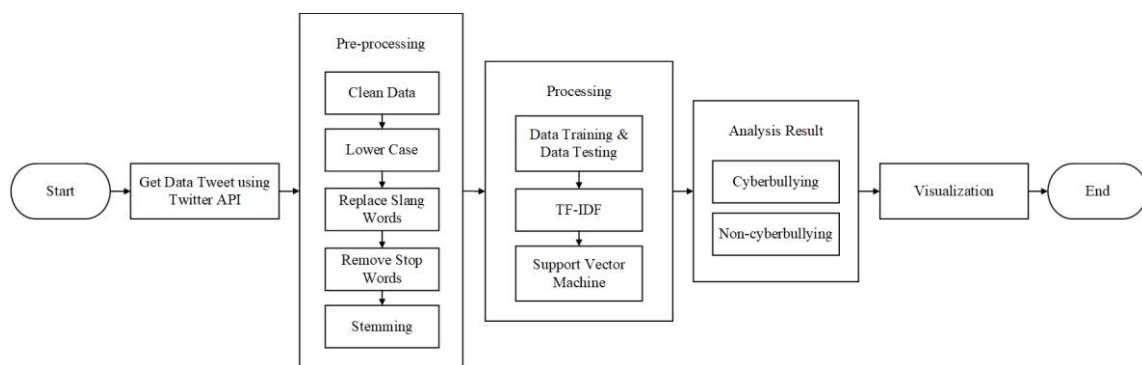 Start
Get Data Tweet using
Twitter API
Pre-processing
Clean Data
Lower Case
Replace Slang
Words
Remove Stop
Words
Stemming
Processing
Data Training &
Data Testing
TF-IDF
Support Vector
Machine
Analysis Result
Cyberbullying
Non-cyberbullying
Visualization
End